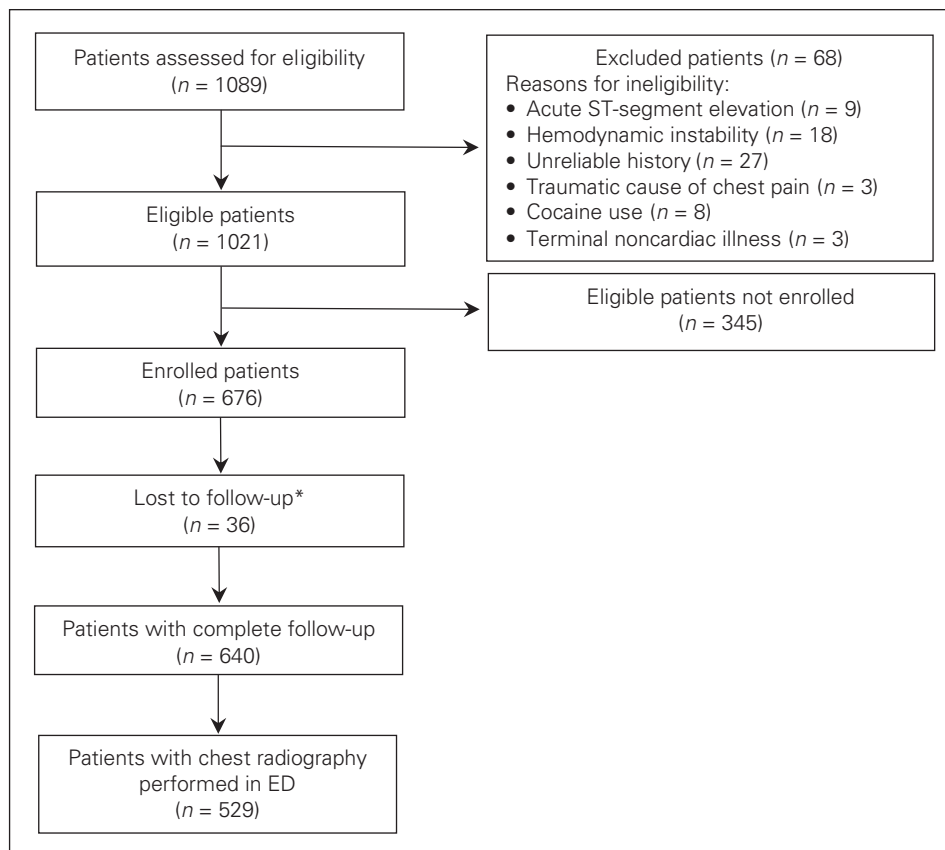 Patients assessed for eligibility
(n = 1089)
Excluded patients (n = 68)
Reasons for ineligibility:
• Acute ST-segment elevation (n = 9)
• Hemodynamic instability (n = 18)
• Unreliable history (n = 27)
• Traumatic cause of chest pain (n = 3)
• Cocaine use (n = 8)
• Terminal noncardiac illness (n = 3)
Eligible patients
(n = 1021)
Eligible patients not enrolled
(n = 345)
Enrolled patients
(n = 676)
Lost to follow-up*
(n = 36)
Patients with complete follow-up
(n = 640)
Patients with chest radiography
performed in ED
(n = 529)